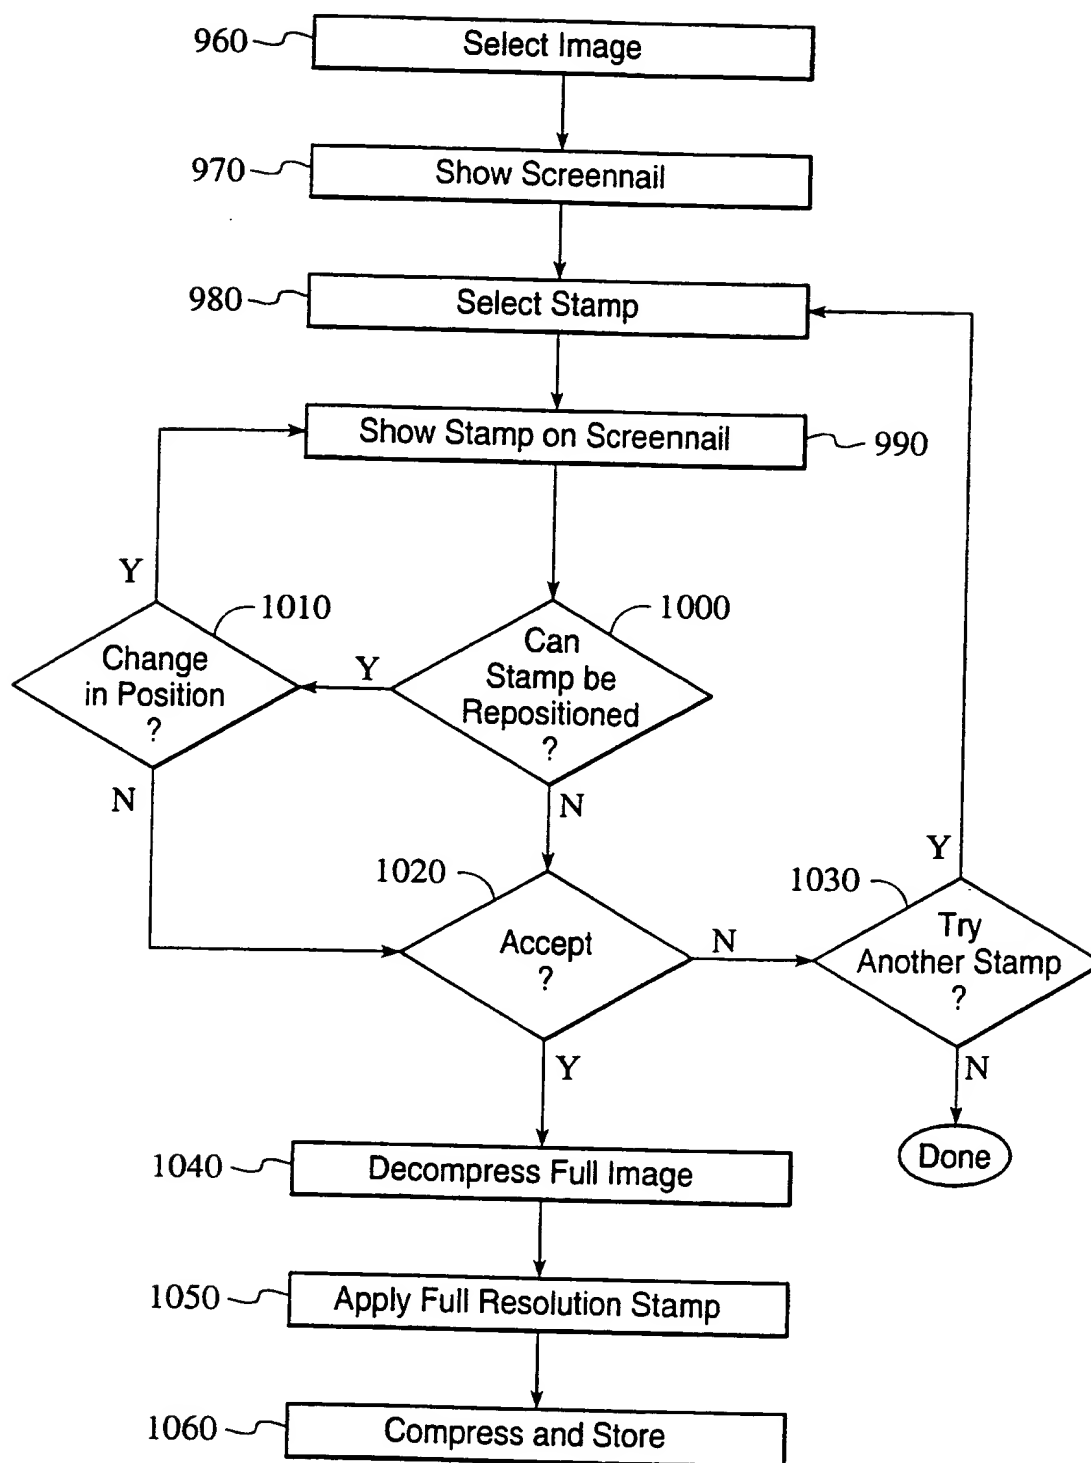 960
Select Image
970
Show Screennail
980
Select Stamp
Show Stamp on Screennail
990
Y
1010
Change
in Position
?
Y
1000
Can
Stamp be
Repositioned
?
N
N
1020
Accept
?
N
1030
Y
Try
Another Stamp
?
Y
N
Done
1040
Decompress Full Image
1050
Apply Full Resolution Stamp
1060
Compress and Store